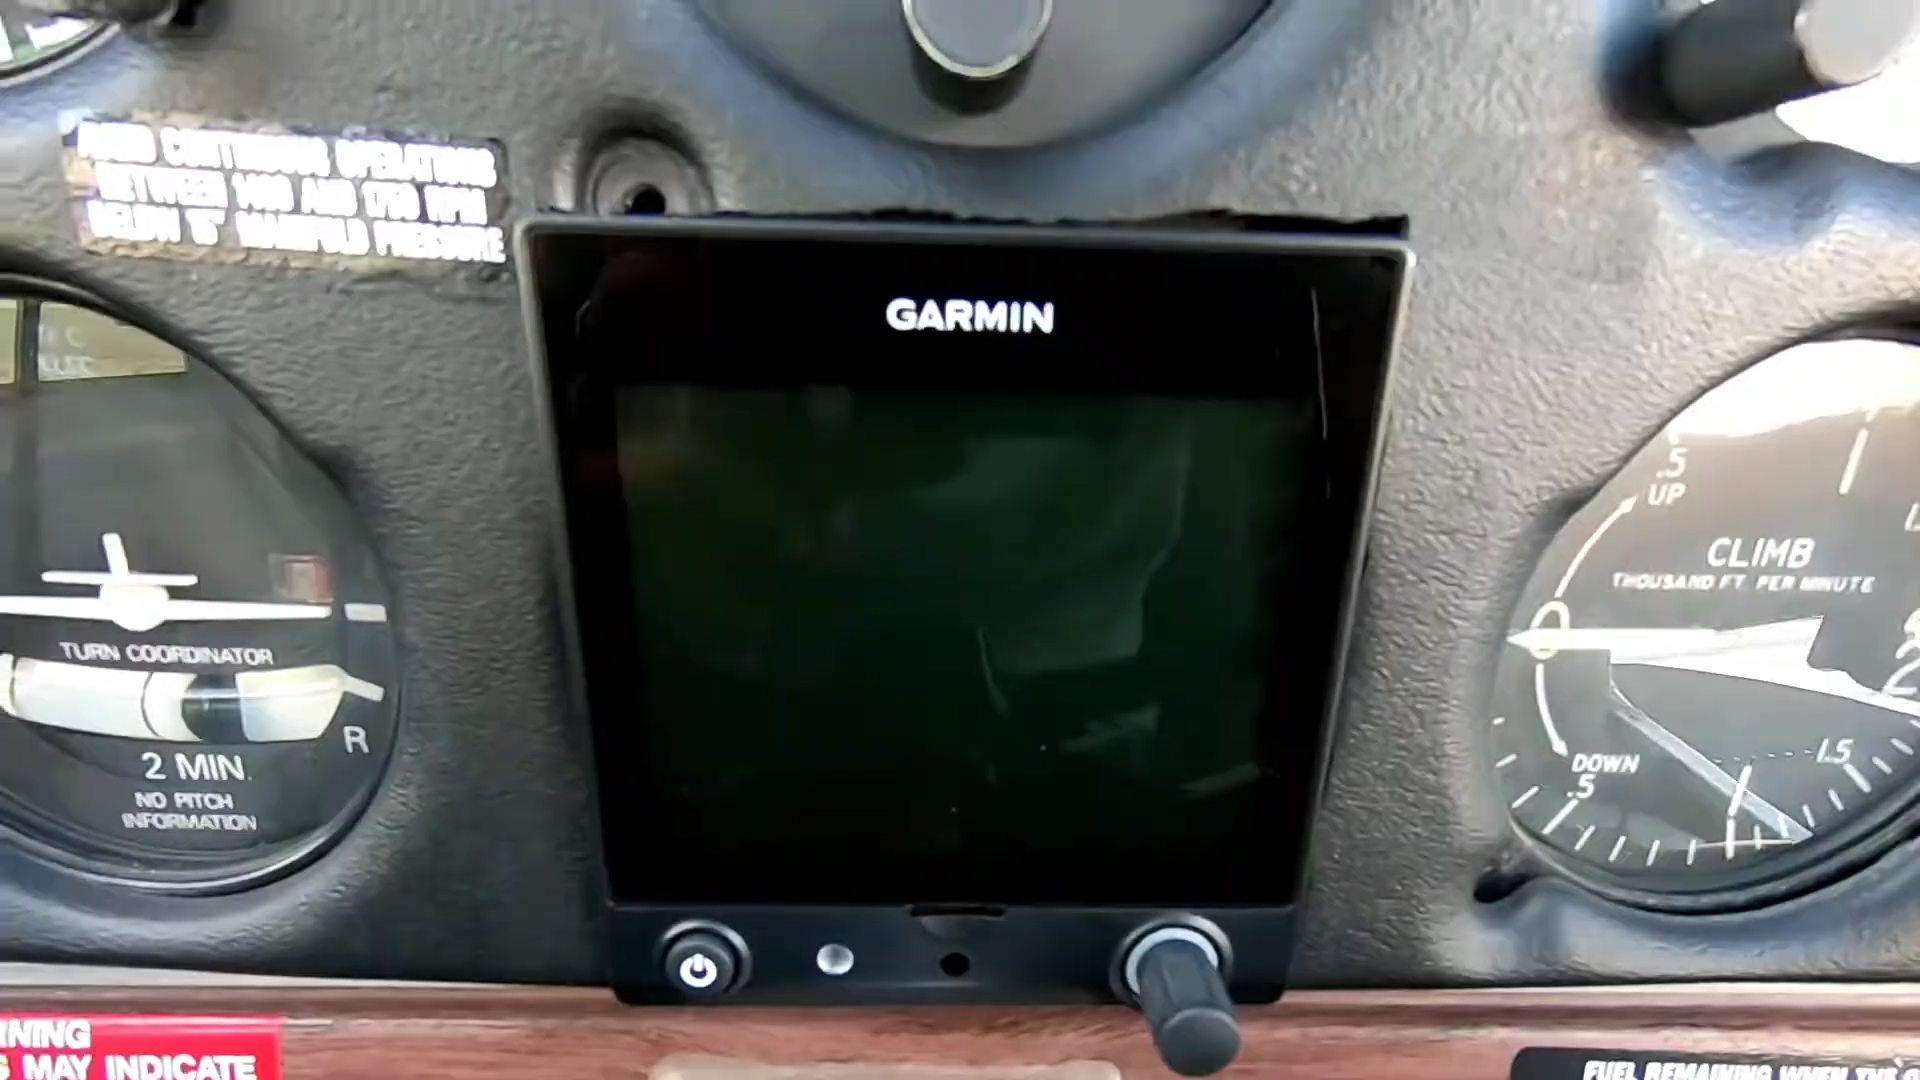 AVOID CONTINUOUS OPERATIONS
BETWEEN 1400 AND 1750 RPM
BELOW 15" MANIFOLD PRESSURE
GARMIN
TURN COORDINATOR
R
2 MIN.
NO PITCH
INFORMATION
.5
UP
CLIMB
THOUSAND FT PER MINUTE
0
2
DOWN
.5
1.5
RNING
S MAY INDICATE
FUEL REMAINING WHEN THE